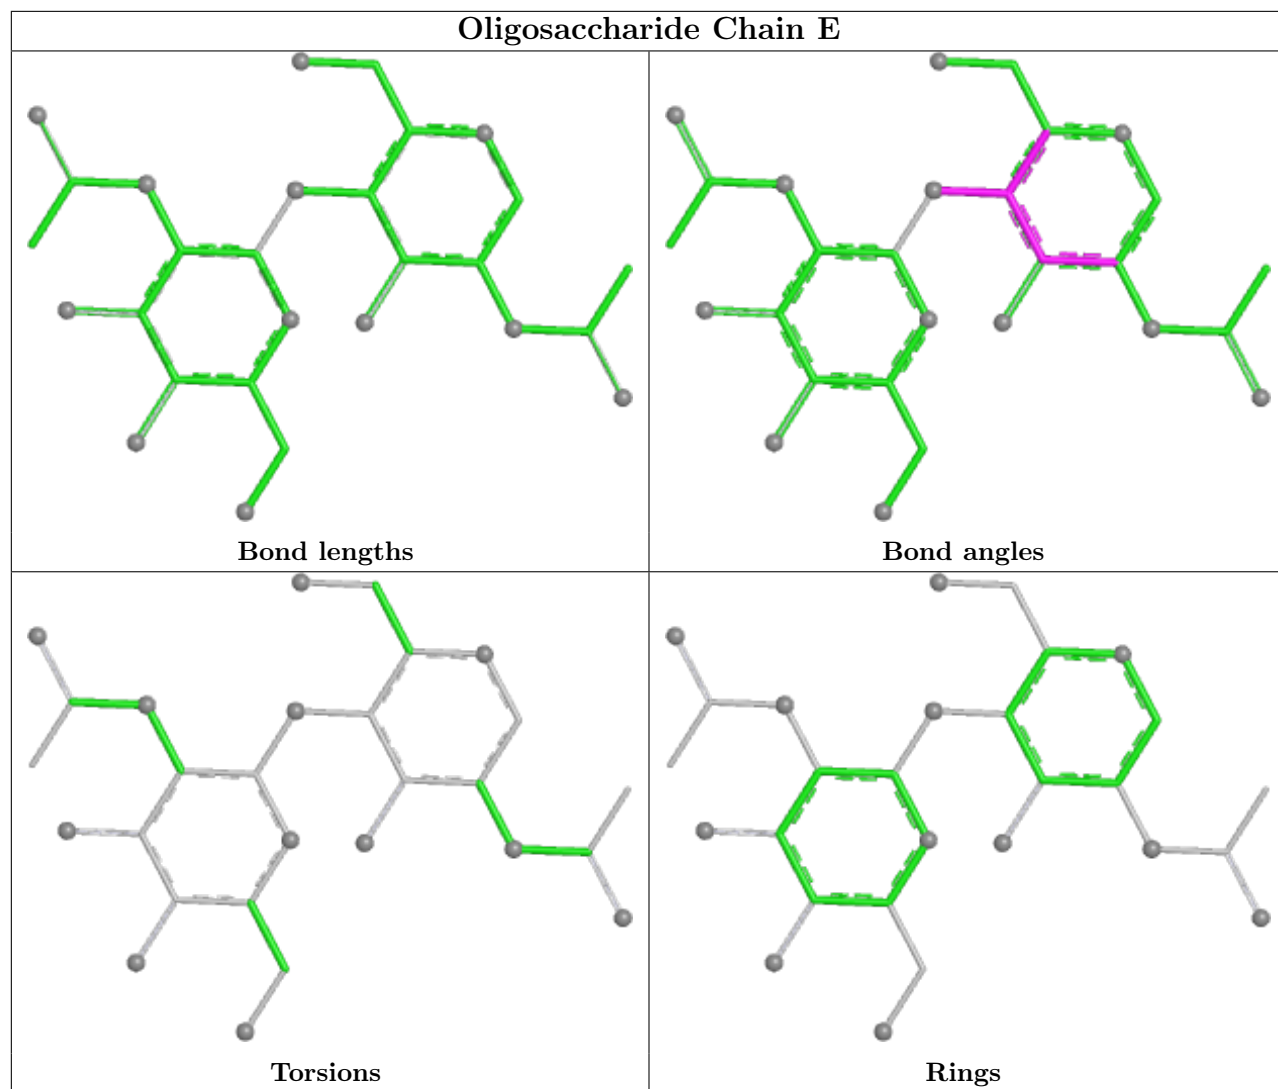 Oligosaccharide Chain E
Bond lengths
Bond angles
Torsions
Rings